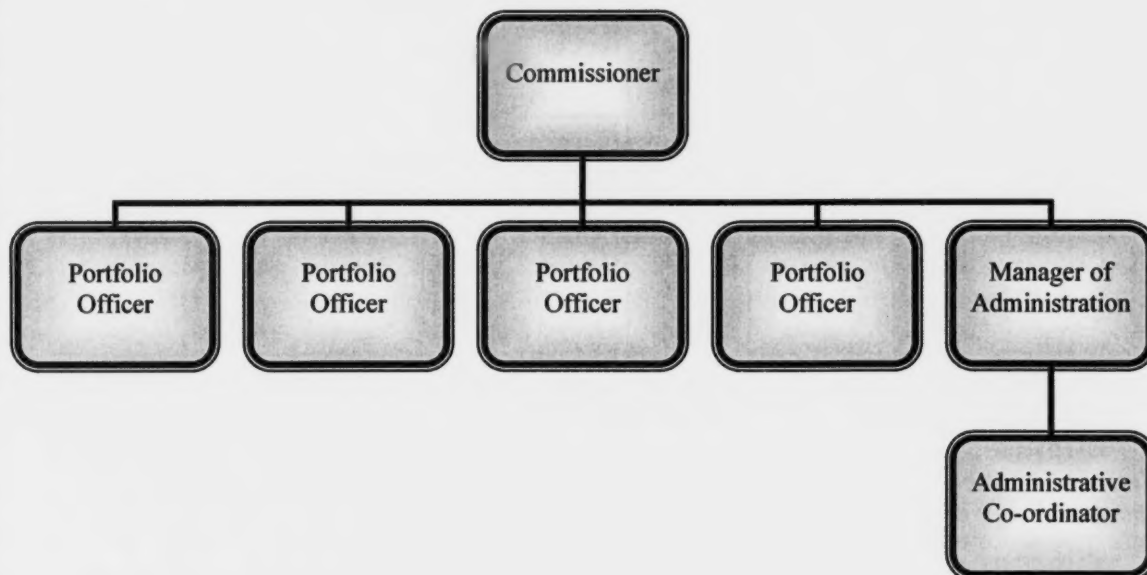 Commissioner
Portfolio
Officer
Portfolio
Officer
Portfolio
Officer
Portfolio
Officer
Manager of
Administration
Administrative
Co-ordinator